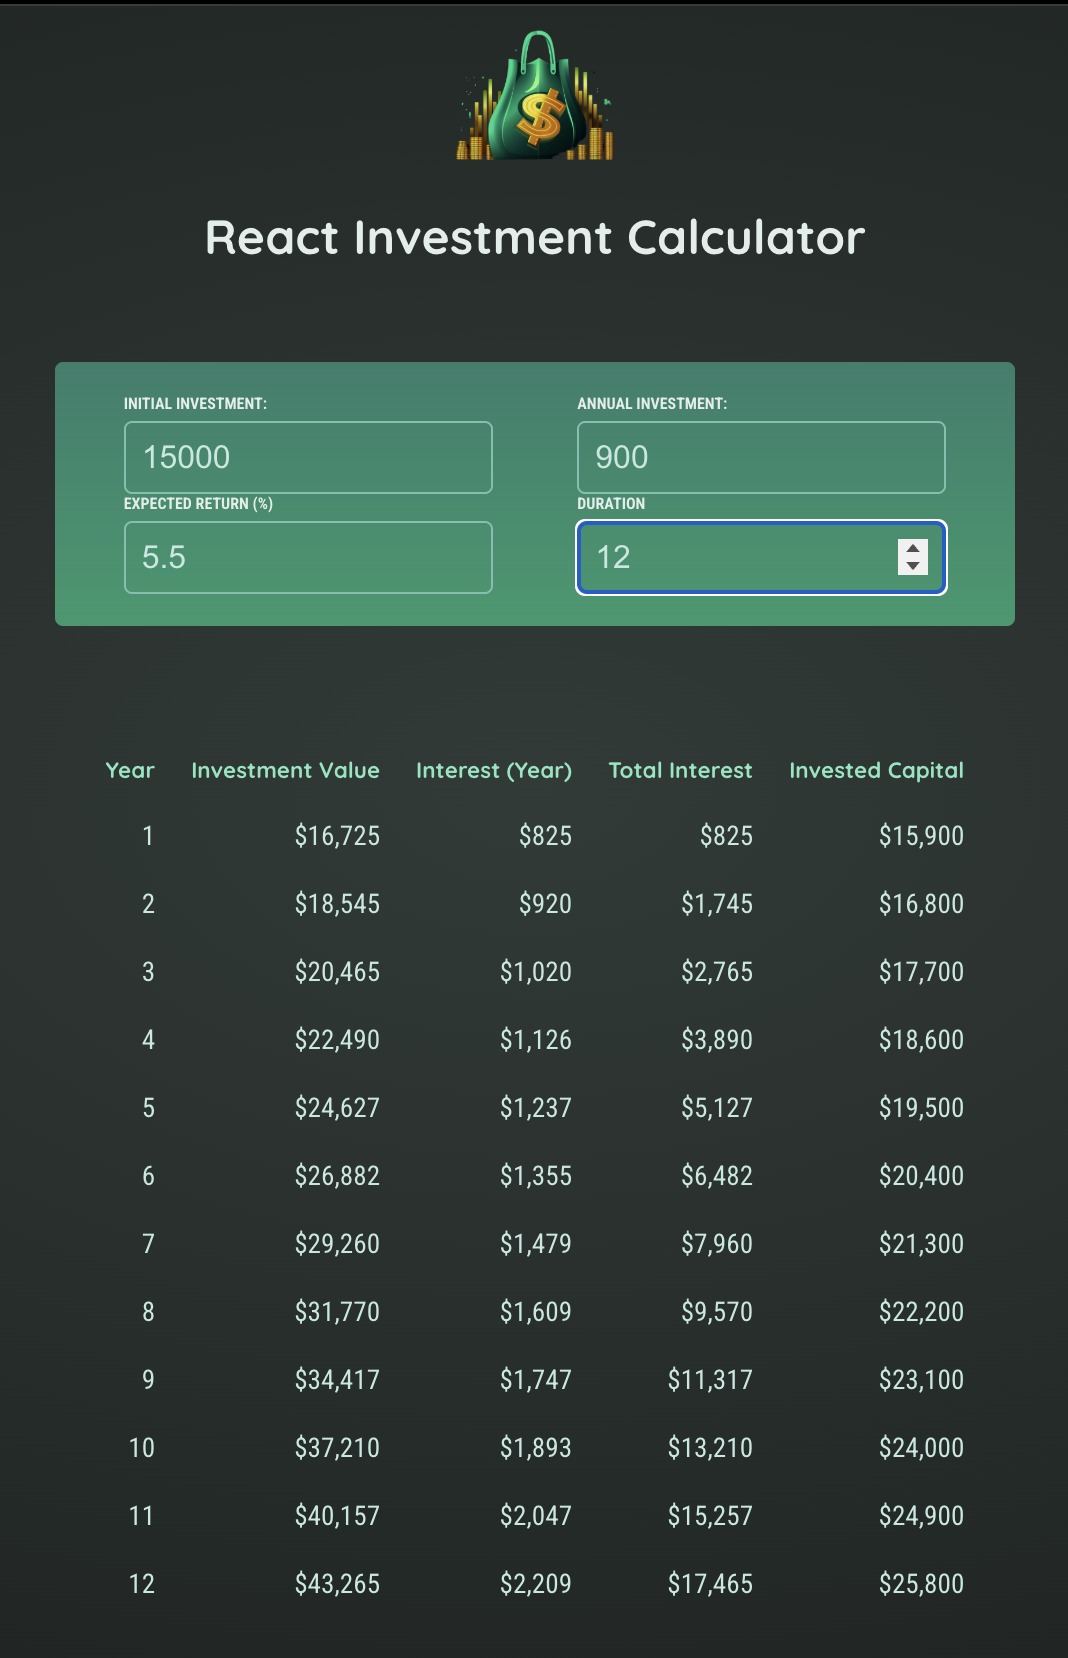 $
React Investment Calculator
INITIAL INVESTMENT: ANNUAL INVESTMENT:
15000 900
EXPECTED RETURN (%) DURATION
5.5 12
Year Investment Value Interest (Year) Total Interest Invested Capital
1 $16,725 $825 $825 $15,900
2 $18,545 $920 $1,745 $16,800
3 $20,465 $1,020 $2,765 $17,700
4 $22,490 $1,126 $3,890 $18,600
5 $24,627 $1,237 $5,127 $19,500
6 $26,882 $1,355 $6,482 $20,400
7 $29,260 $1,479 $7,960 $21,300
8 $31,770 $1,609 $9,570 $22,200
9 $34,417 $1,747 $11,317 $23,100
10 $37,210 $1,893 $13,210 $24,000
11 $40,157 $2,047 $15,257 $24,900
12 $43,265 $2,209 $17,465 $25,800